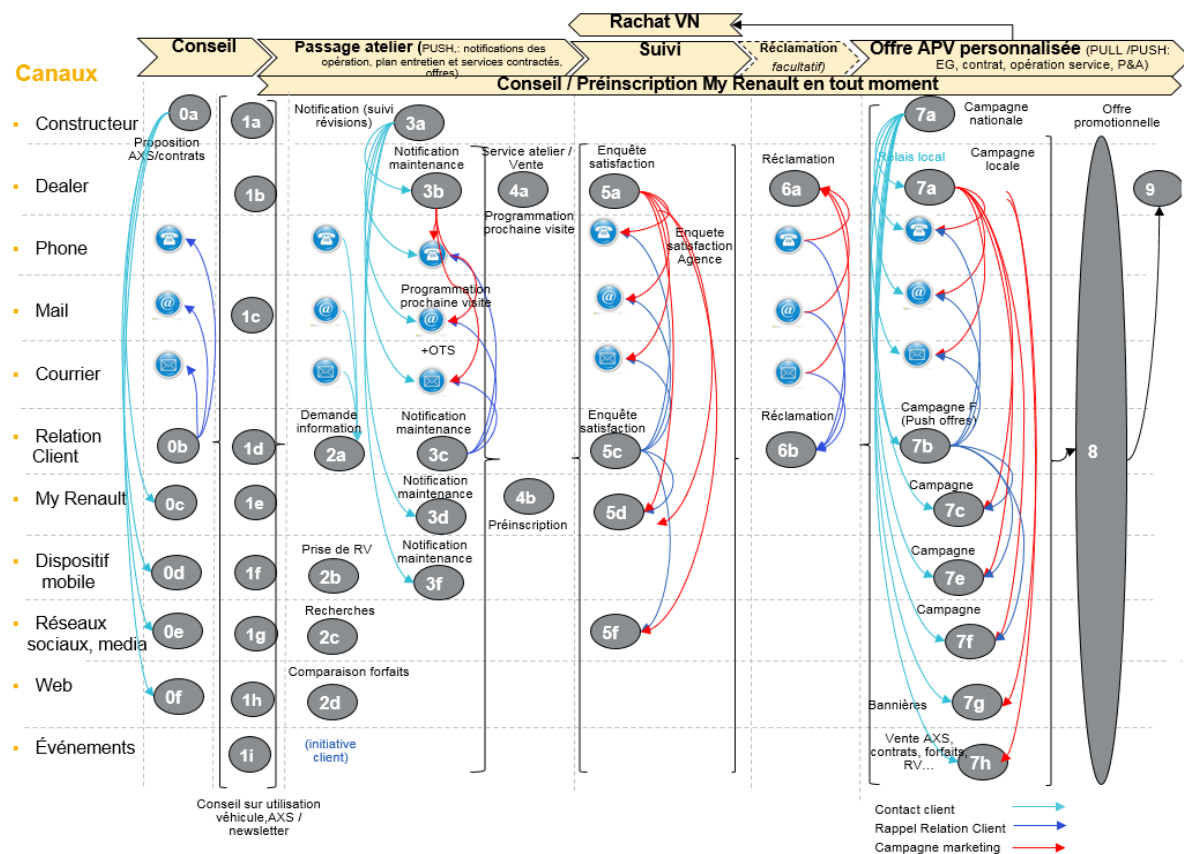 Rachat VN
Conseil
Passage atelier (PUSH,: notifications des
opération, plan entretien et services contractés,
offres)
Suivi
Réclamation
facultatif)
Offre APV personnalisée (PULL /PUSH:
EG, contrat, opération service, P&A)
Canaux
Conseil / Préinscription My Renault en tout moment
Constructeur
0a
1a
Notification (suivi
révisions)
3a
7a
Campagne
nationale
Offre
promotionnelle
Proposition
AXS/contrats
Dealer
1b
Notification
maintenance
3b
Service atelier /
Vente
4a
Programmation
prochaine visite
Enquête
satisfaction
5a
Réclamation
6a
Relais local
7a
Campagne
locale
9
Phone
Enquete
satisfaction
Agence
Mail
1c
Programmation
prochaine visite
@
@
@
@
@
@
+OTS
Courrier
Relation
Client
0b
1d
Demande
information
2a
Notification
maintenance
3c
Enquête
satisfaction
5c
Réclamation
6b
Campagne F
(Push offres)
7b
8
My Renault
0c
1e
Notification
maintenance
3d
4b
Préinscription
5d
Campagne
7c
Dispositif
mobile
0d
1f
Prise de RV
2b
Notification
maintenance
3f
Campagne
7e
Réseaux
sociaux, media
0e
1g
Recherches
2c
5f
Campagne
7f
Web
0f
1h
Comparaison forfaits
2d
Bannières
7g
Événements
1i
(initiative
client)
Vente AXS,
contrats, forfaits,
RV...
7h
Conseil sur utilisation
véhicule,AXS /
newsletter
Contact client
Rappel Relation Client
Campagne marketing